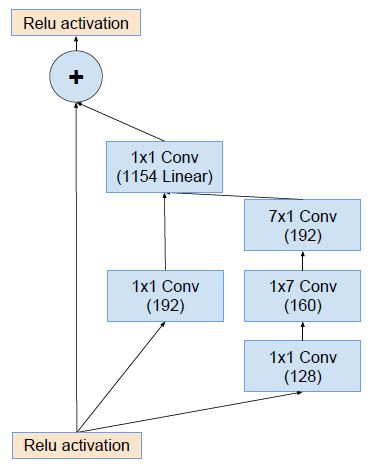 Relu activation
+
1x1 Conv
(1154 Linear)
7x1 Conv
(192)
1x1 Conv
(192)
1x7 Conv
(160)
1x1 Conv
(128)
Relu activation